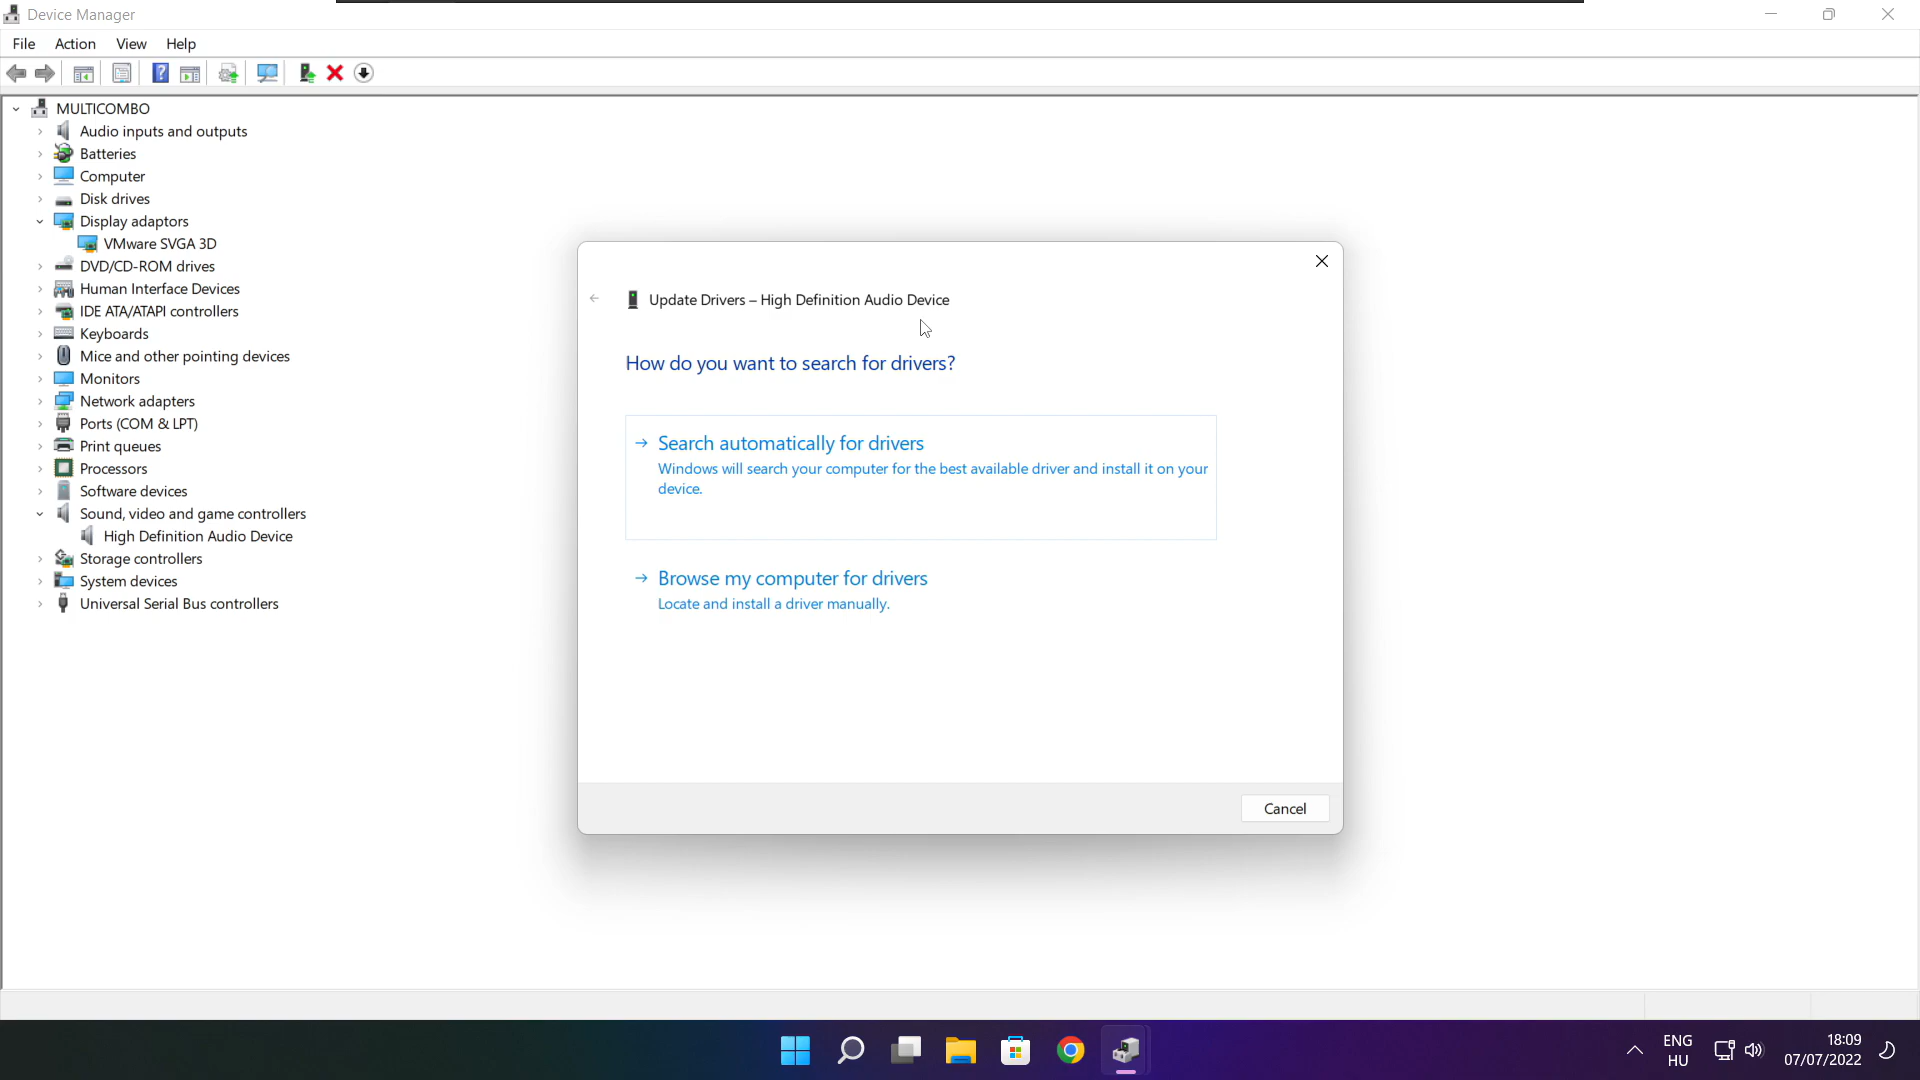 Device Manager
File Action View Help
MULTICOMBO
Audio inputs and outputs
Batteries
Computer
Disk drives
Display adaptors
VMware SVGA 3D
DVD/CD-ROM drives
Human Interface Devices
IDE ATA/ATAPI controllers
Keyboards
Mice and other pointing devices
Monitors
Network adapters
Ports (COM & LPT)
Print queues
Processors
Software devices
Sound, video and game controllers
High Definition Audio Device
Storage controllers
System devices
Universal Serial Bus controllers
Update Drivers – High Definition Audio Device
How do you want to search for drivers?
Search automatically for drivers
Windows will search your computer for the best available driver and install it on your
device.
Browse my computer for drivers
Locate and install a driver manually.
Cancel
ENG
HU
18:09
07/07/2022